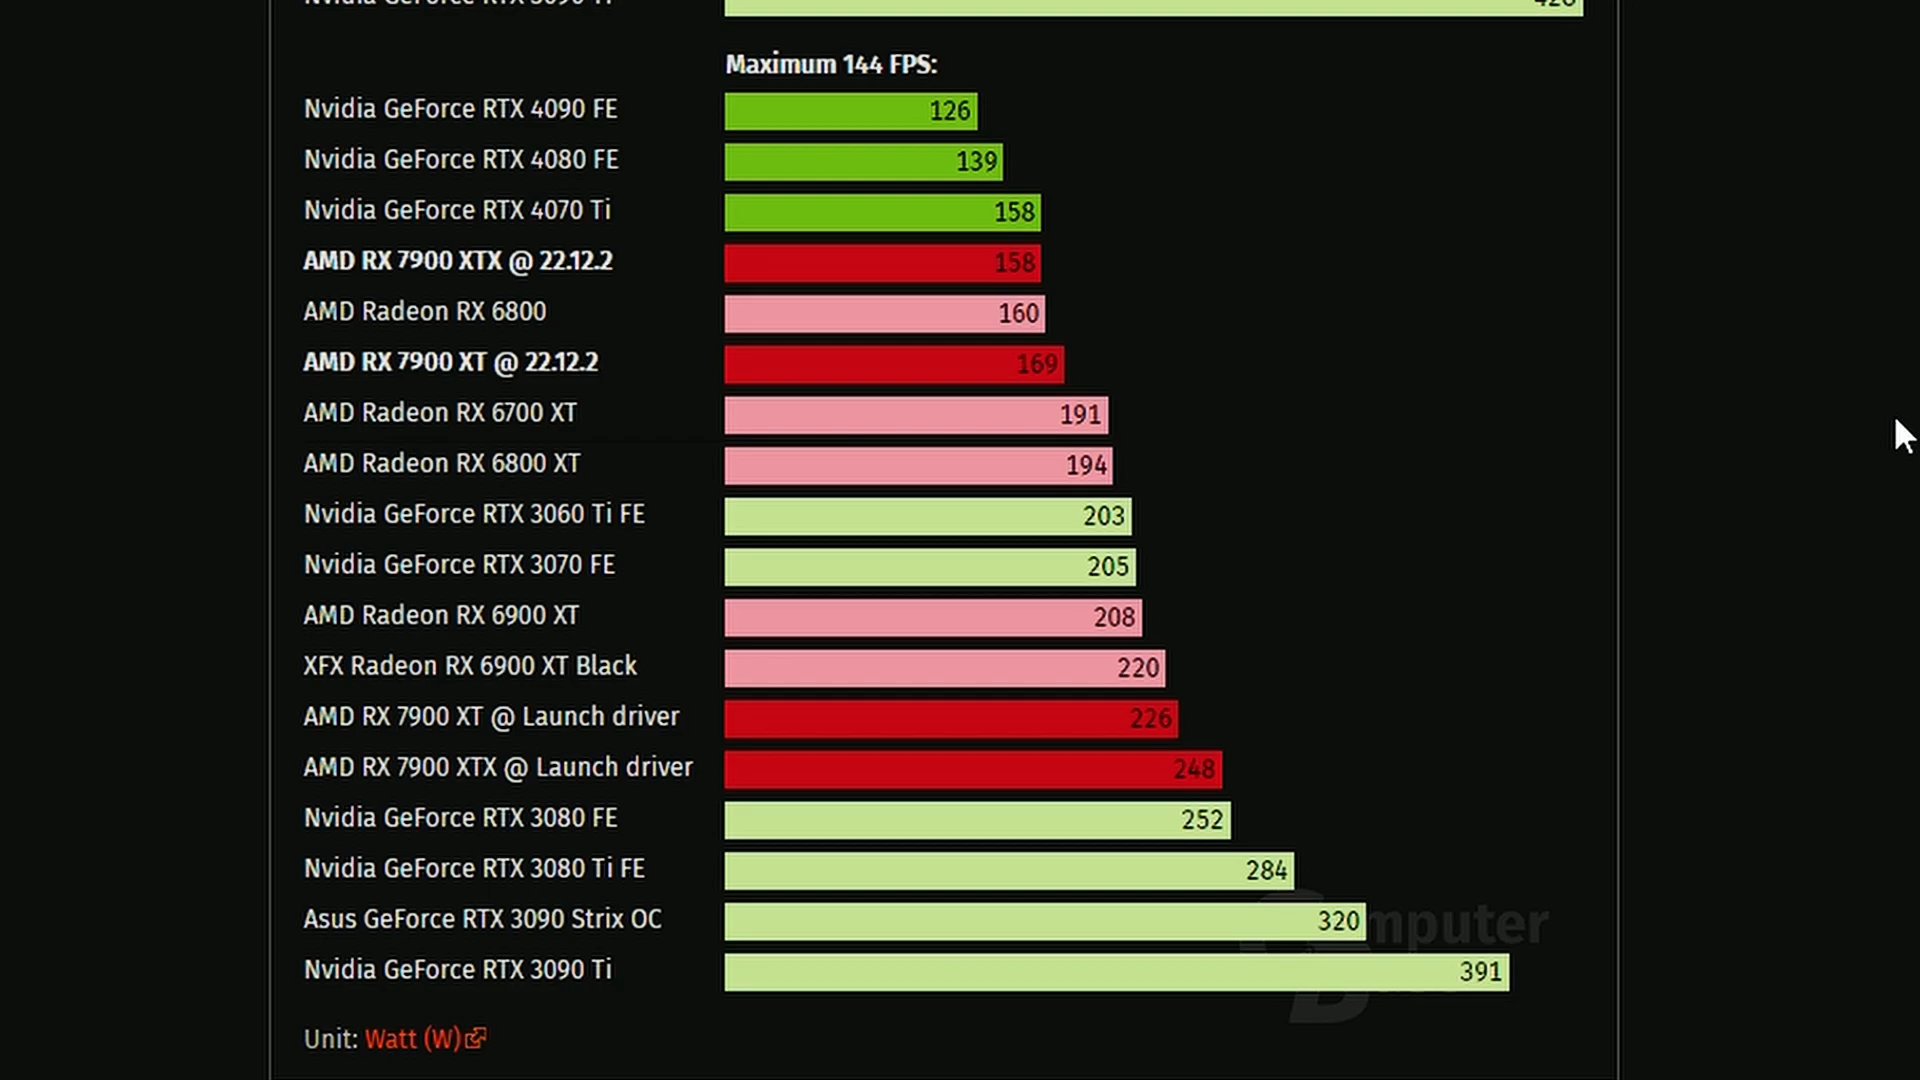 Nvidia GeForce RTX 3090 Ti 428
Maximum 144 FPS:
Nvidia GeForce RTX 4090 FE 126
Nvidia GeForce RTX 4080 FE 139
Nvidia GeForce RTX 4070 Ti 158
AMD RX 7900 XTX @ 22.12.2 158
AMD Radeon RX 6800 160
AMD RX 7900 XT @ 22.12.2 169
AMD Radeon RX 6700 XT 191
AMD Radeon RX 6800 XT 194
Nvidia GeForce RTX 3060 Ti FE 203
Nvidia GeForce RTX 3070 FE 205
AMD Radeon RX 6900 XT 208
XFX Radeon RX 6900 XT Black 220
AMD RX 7900 XT @ Launch driver 226
AMD RX 7900 XTX @ Launch driver 248
Nvidia GeForce RTX 3080 FE 252
Nvidia GeForce RTX 3080 Ti FE 284
Asus GeForce RTX 3090 Strix OC 320
Nvidia GeForce RTX 3090 Ti 391
Unit: Watt (W)